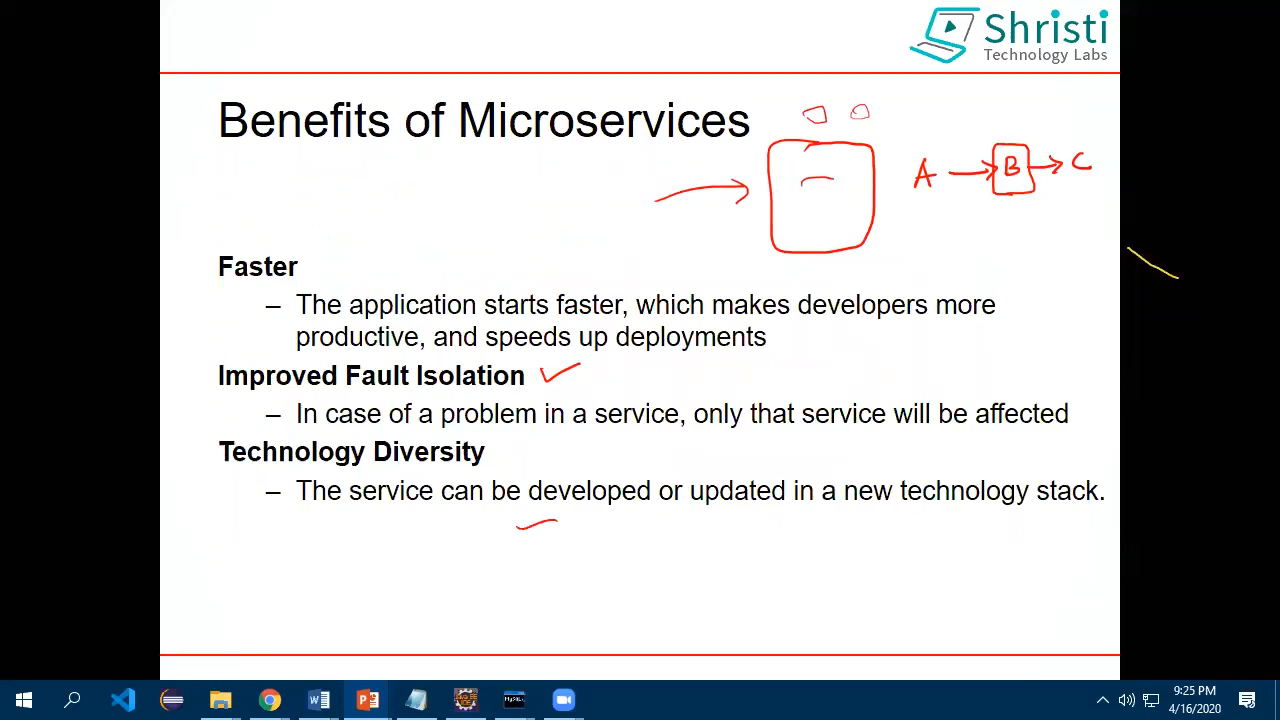 Shristi
Technology Labs
Benefits of Microservices
A → B → C
Faster
– The application starts faster, which makes developers more
productive, and speeds up deployments
Improved Fault Isolation ✓
– In case of a problem in a service, only that service will be affected
Technology Diversity
– The service can be developed or updated in a new technology stack.
9:25 PM
4/16/2020